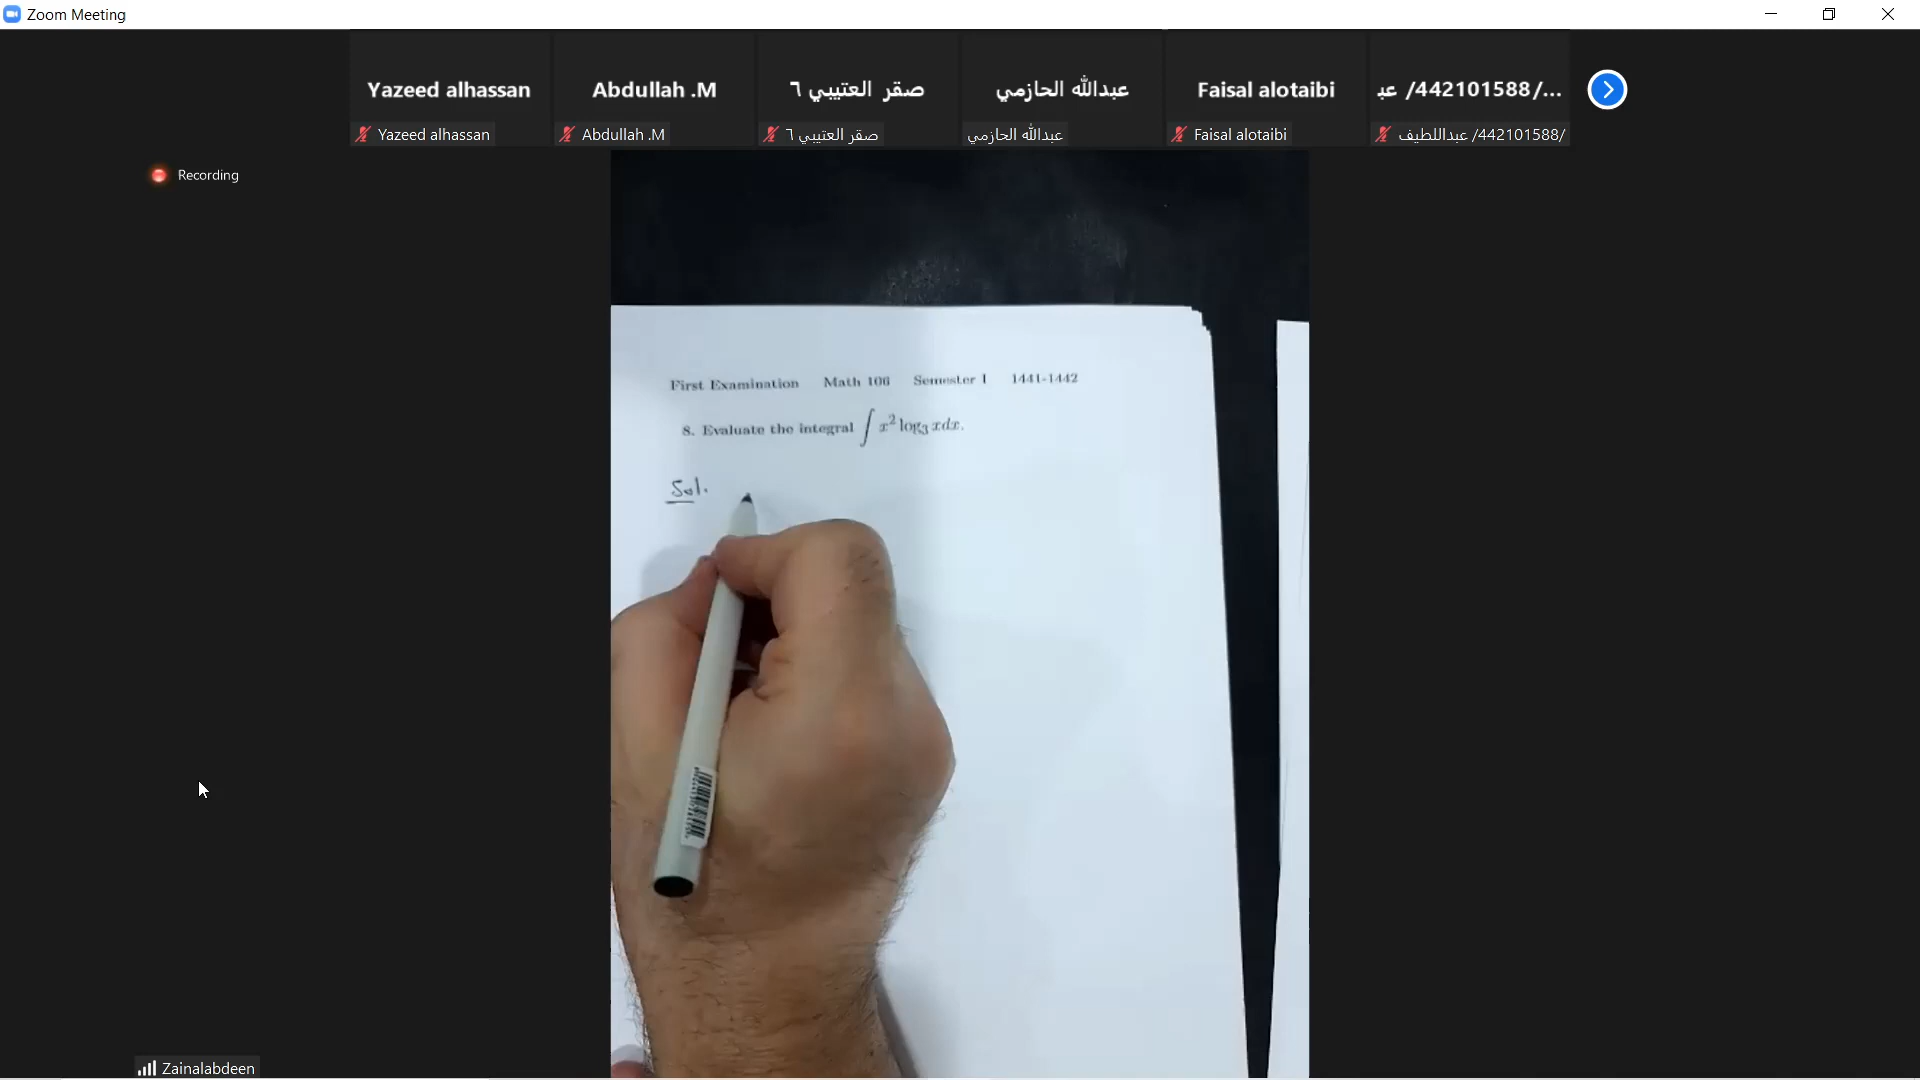 Zoom Meeting
Yazeed alhassan
Abdullah .M
صقر العتيبي ٦
عبدالله الحازمي
Faisal alotaibi
عبـ /442101588/...
Yazeed alhassan
Abdullah .M
صقر العتيبي ٦
عبدالله الحازمي
Faisal alotaibi
عبداللطيف /442101588/
Recording
First Examination Math 106 Semester I 1441-1442
8. Evaluate the integral ∫ x² log₃ x dx.
Sol.
Zainalabdeen